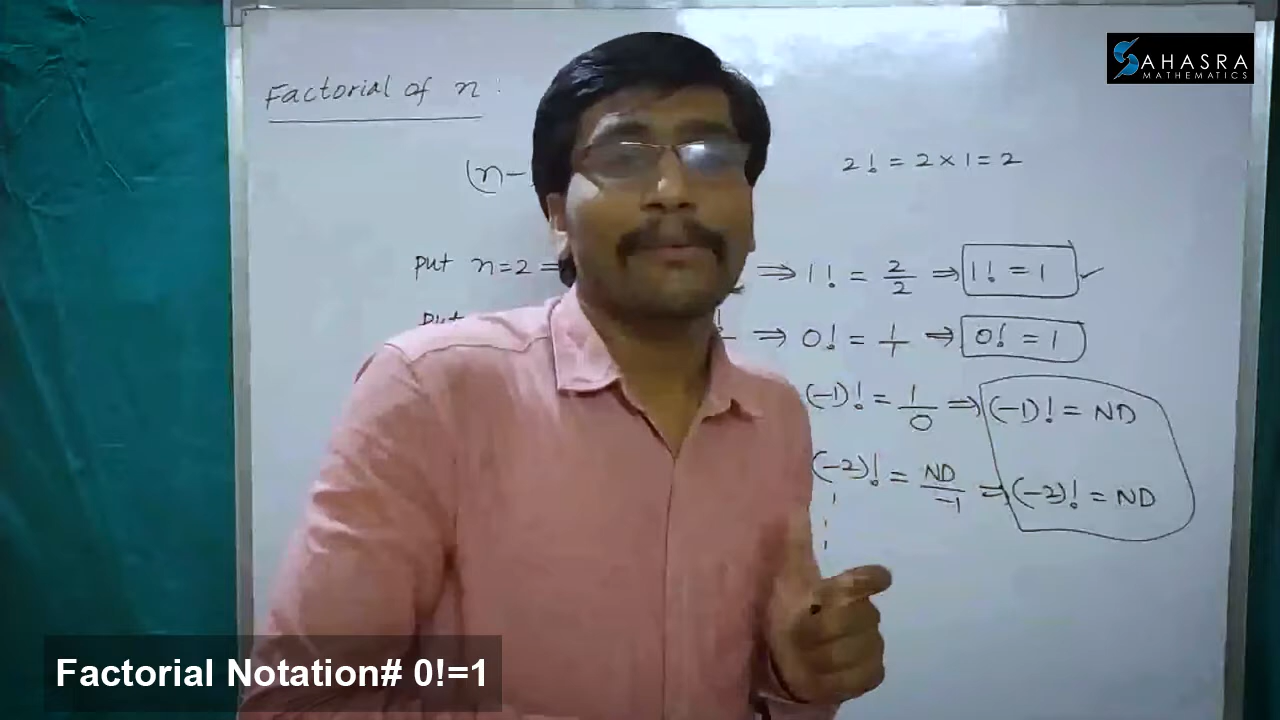 SAHASRA
MATHEMATICS
Factorial of n :
(n-
2! = 2 × 1 = 2
put n=2 = ⇒ 1! = 2/2 ⇒ 1! = 1 ✓
put ⇒ 0! = 1/1 ⇒ 0! = 1
(-1)! = 1/0 ⇒ (-1)! = ND
(-2)! = ND/-1 ⇒ (-2)! = ND
Factorial Notation# 0!=1